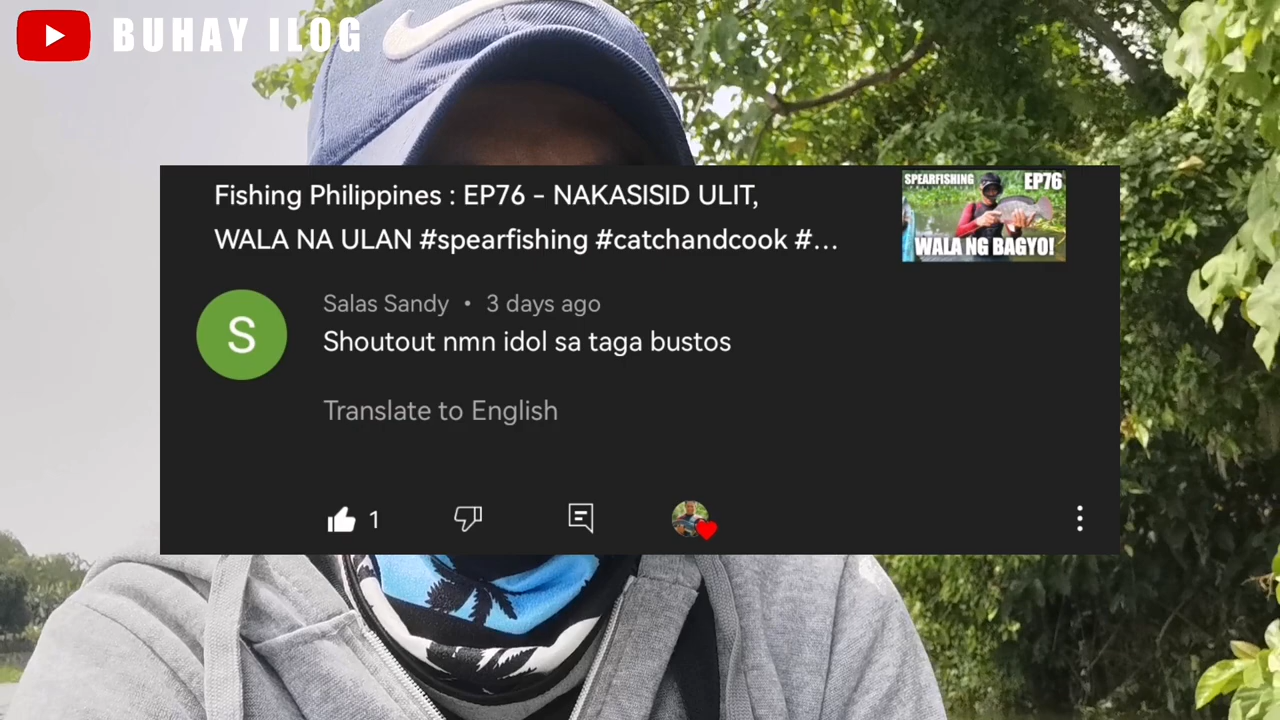 BUHAY ILOG
Fishing Philippines : EP76 - NAKASISID ULIT,
WALA NA ULAN #spearfishing #catchandcook #...
SPEARFISHING
EP76
WALA NG BAGYO!
Salas Sandy • 3 days ago
Shoutout nmn idol sa taga bustos
Translate to English
1